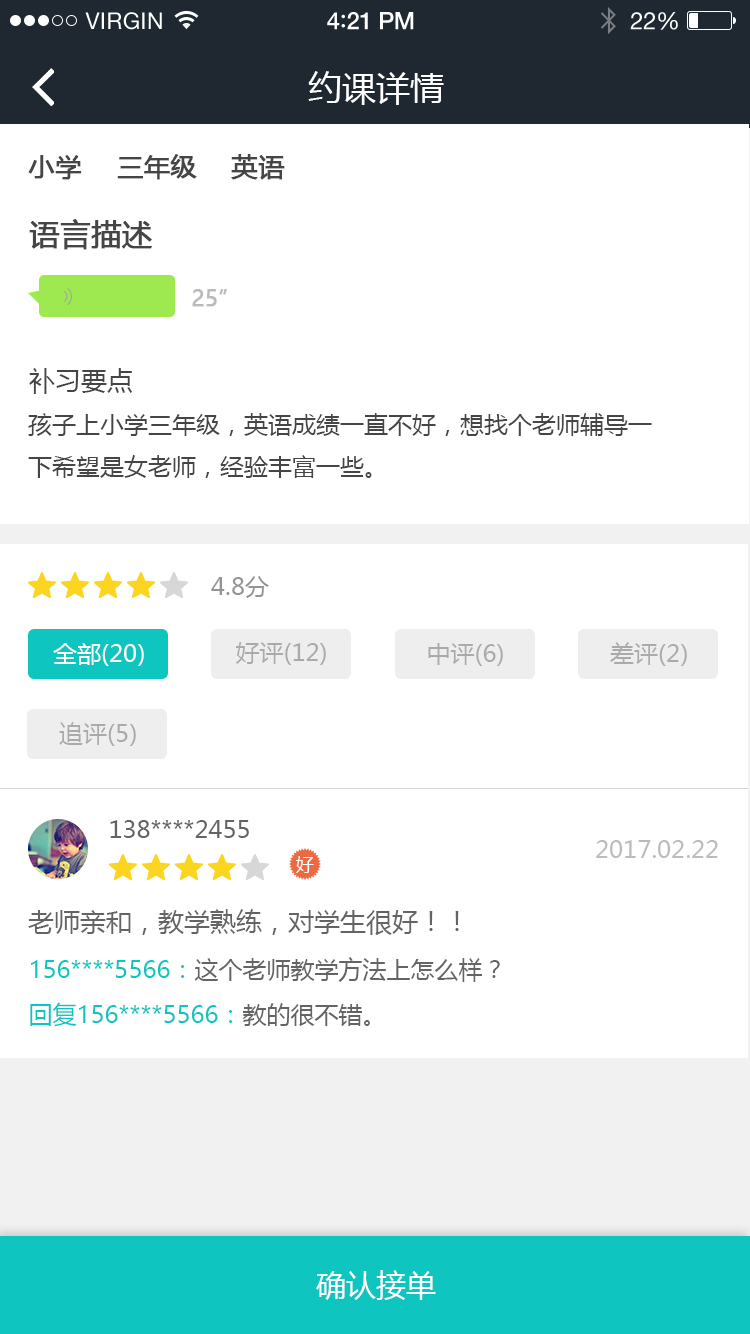 VIRGIN 4:21 PM 22%
约课详情
小学 三年级 英语
语言描述
25″
补习要点
孩子上小学三年级，英语成绩一直不好，想找个老师辅导一
下希望是女老师，经验丰富一些。
4.8分
全部(20) 好评(12) 中评(6) 差评(2)
追评(5)
138****2455
好
2017.02.22
老师亲和，教学熟练，对学生很好！！
156****5566：这个老师教学方法上怎么样？
回复156****5566：教的很不错。
确认接单